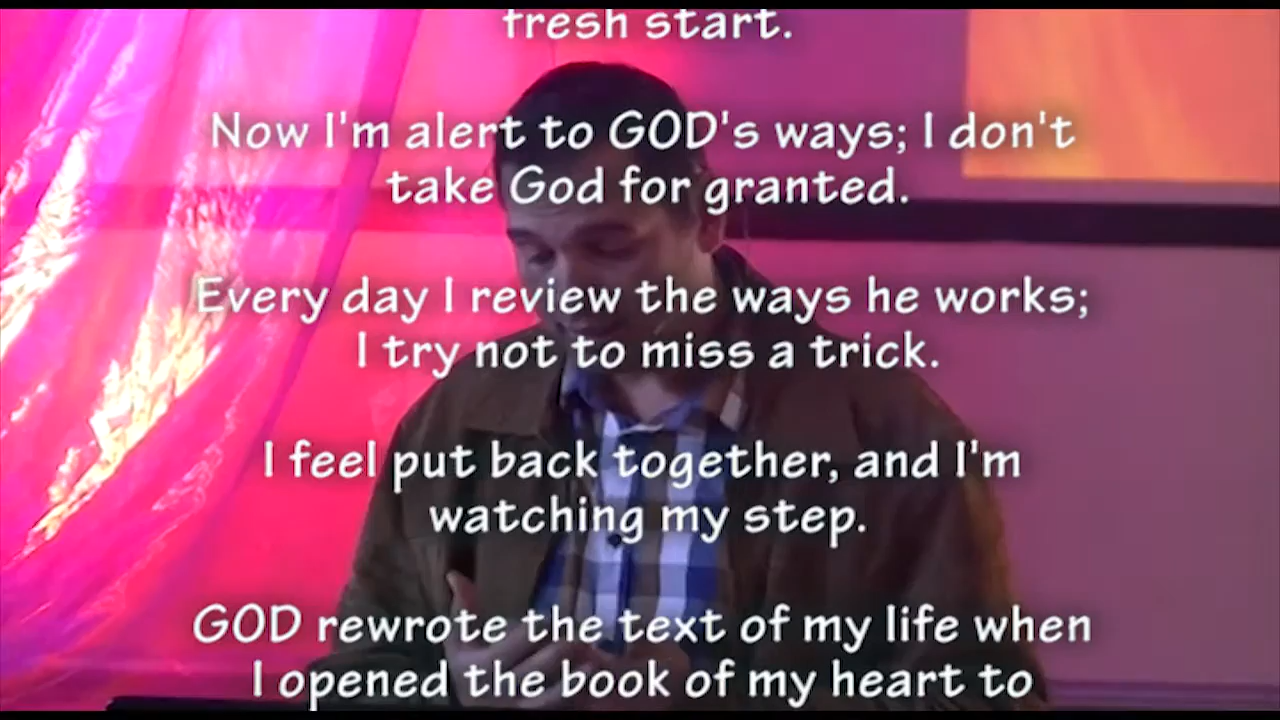 fresh start.
Now I'm alert to GOD's ways; I don't
take God for granted.
Every day I review the ways he works;
I try not to miss a trick.
I feel put back together, and I'm
watching my step.
GOD rewrote the text of my life when
I opened the book of my heart to